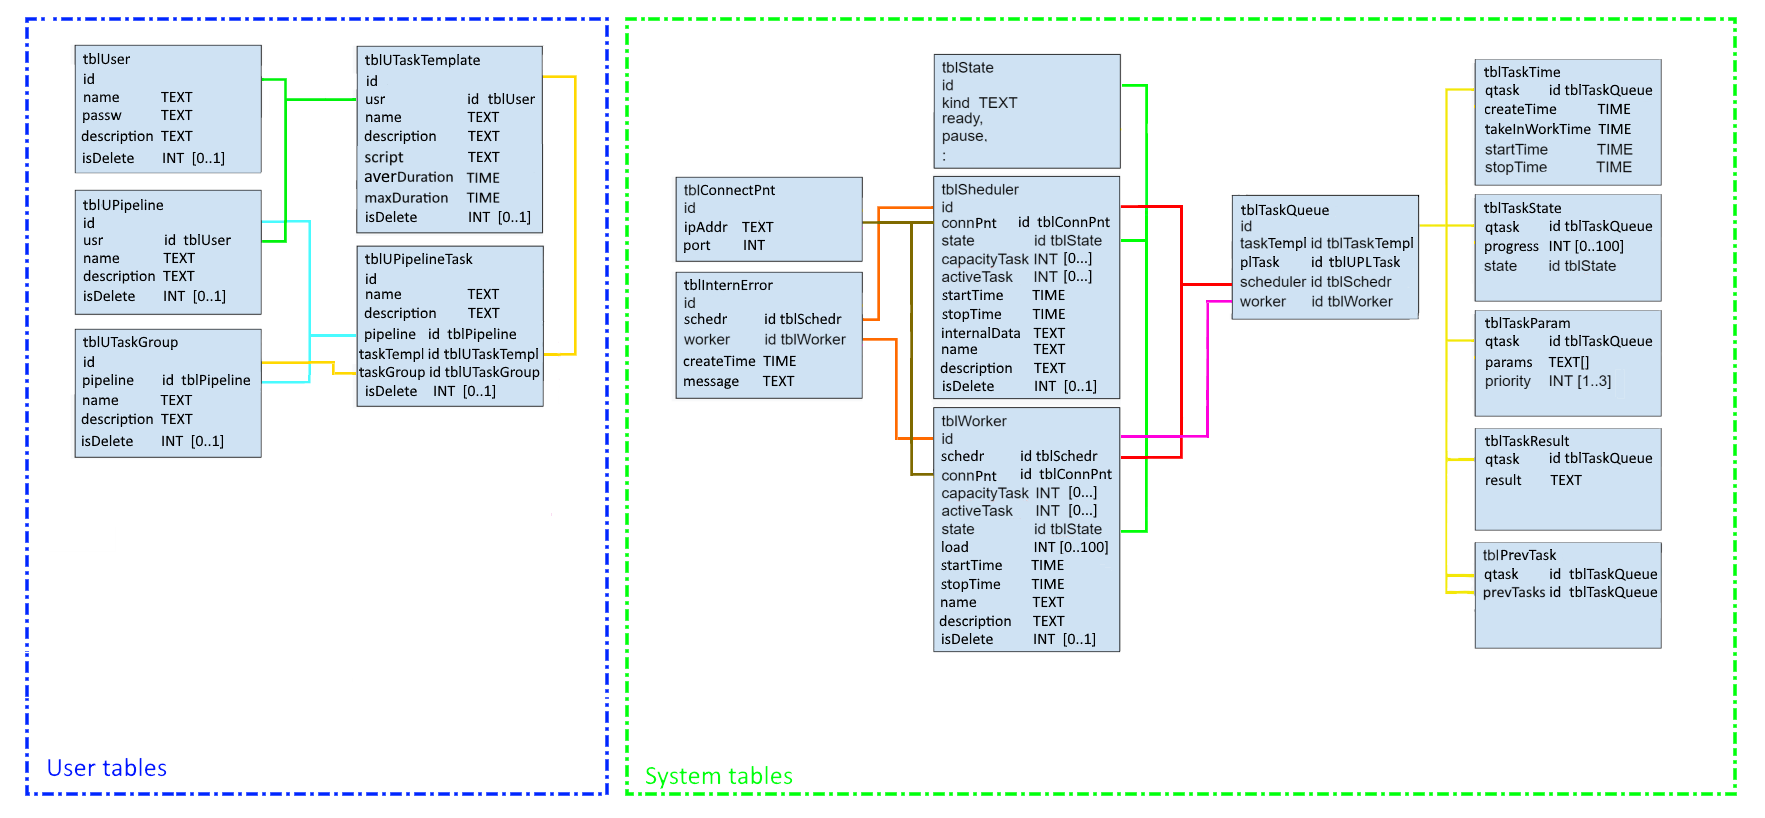 tblUser
id
name TEXT
passw TEXT
description TEXT
isDelete INT [0..1]
tblUPipeline
id
usr id tblUser
name TEXT
description TEXT
isDelete INT [0..1]
tblUTaskGroup
id
pipeline id tblPipeline
name TEXT
description TEXT
isDelete INT [0..1]
tblUTaskTemplate
id
usr id tblUser
name TEXT
description TEXT
script TEXT
averDuration TIME
maxDuration TIME
isDelete INT [0..1]
tblUPipelineTask
id
name TEXT
description TEXT
pipeline id tblPipeline
taskTempl id tblUTaskTempl
taskGroup id tblUTaskGroup
isDelete INT [0..1]
User tables
tblConnectPnt
id
ipAddr TEXT
port INT
tblInternError
id
schedr id tblSchedr
worker id tblWorker
createTime TIME
message TEXT
tblState
id
kind TEXT
ready,
pause,
:
tblSheduler
id
connPnt id tblConnPnt
state id tblState
capacityTask INT [0...]
activeTask INT [0...]
startTime TIME
stopTime TIME
internalData TEXT
name TEXT
description TEXT
isDelete INT [0..1]
tblWorker
id
schedr id tblSchedr
connPnt id tblConnPnt
capacityTask INT [0...]
activeTask INT [0...]
state id tblState
load INT [0..100]
startTime TIME
stopTime TIME
name TEXT
description TEXT
isDelete INT [0..1]
tblTaskQueue
id
taskTempl id tblTaskTempl
plTask id tblUPLTask
scheduler id tblSchedr
worker id tblWorker
tblTaskTime
qtask id tblTaskQueue
createTime TIME
takeInWorkTime TIME
startTime TIME
stopTime TIME
tblTaskState
qtask id tblTaskQueue
progress INT [0..100]
state id tblState
tblTaskParam
qtask id tblTaskQueue
params TEXT[]
priority INT [1..3]
tblTaskResult
qtask id tblTaskQueue
result TEXT
tblPrevTask
qtask id tblTaskQueue
prevTasks id tblTaskQueue
System tables